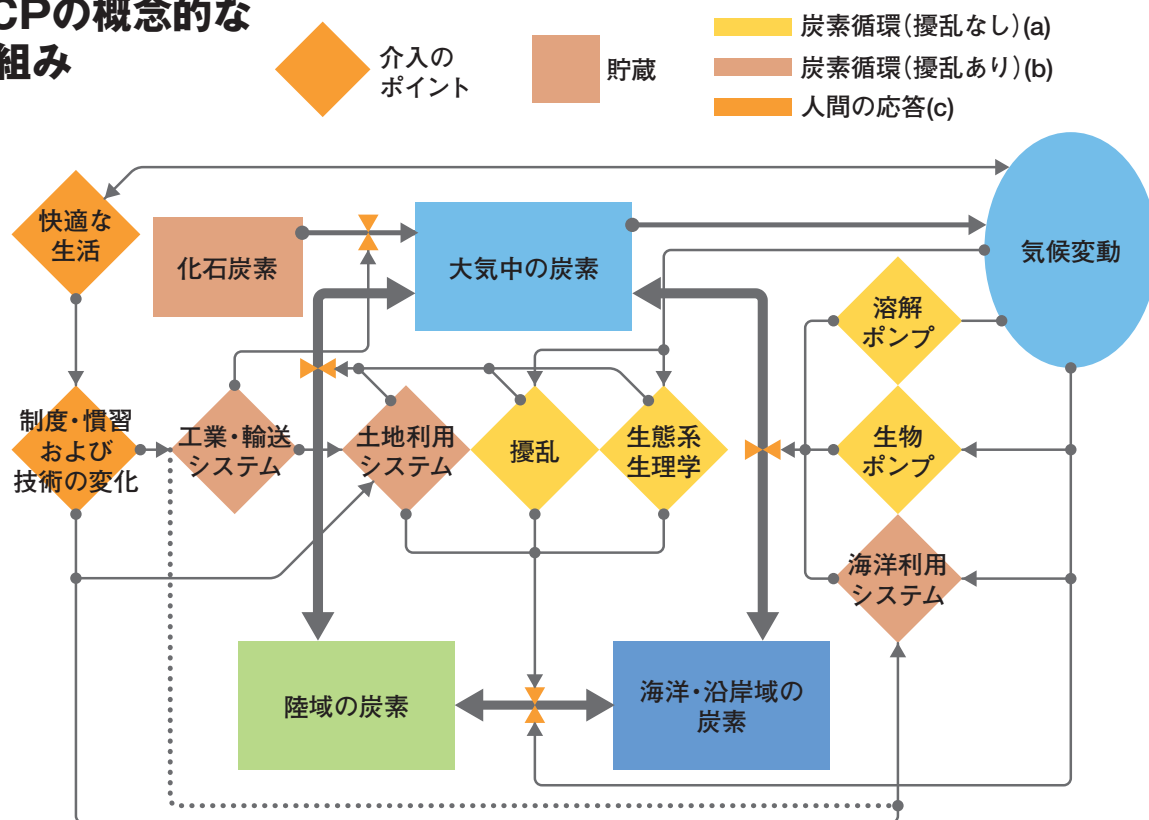 CPの概念的な
組み
介入の
ポイント
貯蔵
炭素循環(擾乱なし)(a)
炭素循環(擾乱あり)(b)
人間の応答(c)
快適な
生活
化石炭素
大気中の炭素
気候変動
溶解
ポンプ
制度・慣習
および
技術の変化
工業・輸送
システム
土地利用
システム
擾乱
生態系
生理学
生物
ポンプ
海洋利用
システム
陸域の炭素
海洋・沿岸域の
炭素